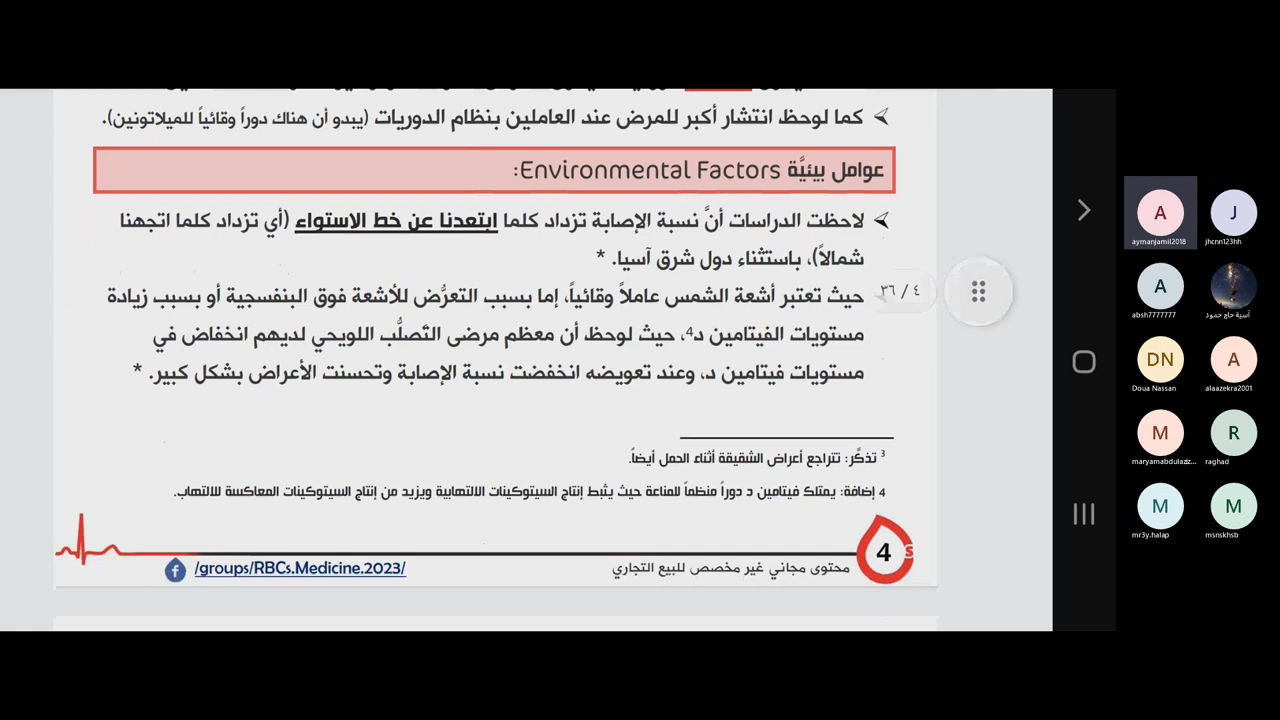 ➢ كما لوحظ انتشار أكبر للمرض عند العاملين بنظام الدوريات (يبدو أن هناك دوراً وقائياً للميلاتونين).
عوامل بيئيَّة Environmental Factors:
➢ لاحظت الدراسات أنَّ نسبة الإصابة تزداد كلما ابتعدنا عن خط الاستواء (أي تزداد كلما اتجهنا
شمالاً)، باستثناء دول شرق آسيا. *
حيث تعتبر أشعة الشمس عاملاً وقائياً، إما بسبب التعرُّض للأشعة فوق البنفسجية أو بسبب زيادة
مستويات الفيتامين د4، حيث لوحظ أن معظم مرضى التّصلُّب اللويحي لديهم انخفاض في
مستويات فيتامين د، وعند تعويضه انخفضت نسبة الإصابة وتحسنت الأعراض بشكل كبير. *
٤ / ٣٦
3 تذكَّر: تتراجع أعراض الشقيقة أثناء الحمل أيضاً.
4 إضافة: يمتلك فيتامين د دوراً منظماً للمناعة حيث يثبط إنتاج السيتوكينات الالتهابية ويزيد من إنتاج السيتوكينات المعاكسة للالتهاب.
4
محتوى مجاني غير مخصص للبيع التجاري
/groups/RBCs.Medicine.2023/
A
aymanjamil2018
J
jhcnn123hh
A
absh7777777
آسية حاج حمود
DN
Doua Nassan
A
alaazekra2001
M
maryamabdulaziz...
R
raghad
M
mr3y.halap
M
msnskhsb